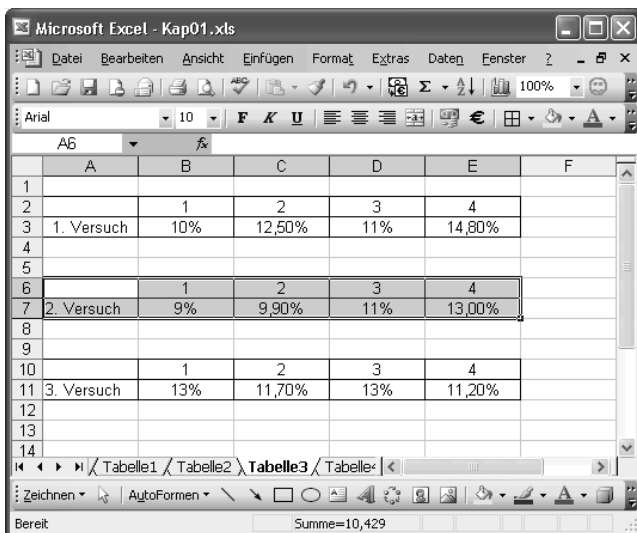 Microsoft Excel - Kap01.xls
Datei Bearbeiten Ansicht Einfügen Format Extras Daten Fenster ?
100%
Arial 10 F K U €
A6 fx
A B C D E F
1
2 1 2 3 4
3 1. Versuch 10% 12,50% 11% 14,80%
4
5
6 1 2 3 4
7 2. Versuch 9% 9,90% 11% 13,00%
8
9
10 1 2 3 4
11 3. Versuch 13% 11,70% 13% 11,20%
12
13
14
Tabelle1 Tabelle2 Tabelle3 Tabelle4
Zeichnen AutoFormen
Bereit Summe=10,429